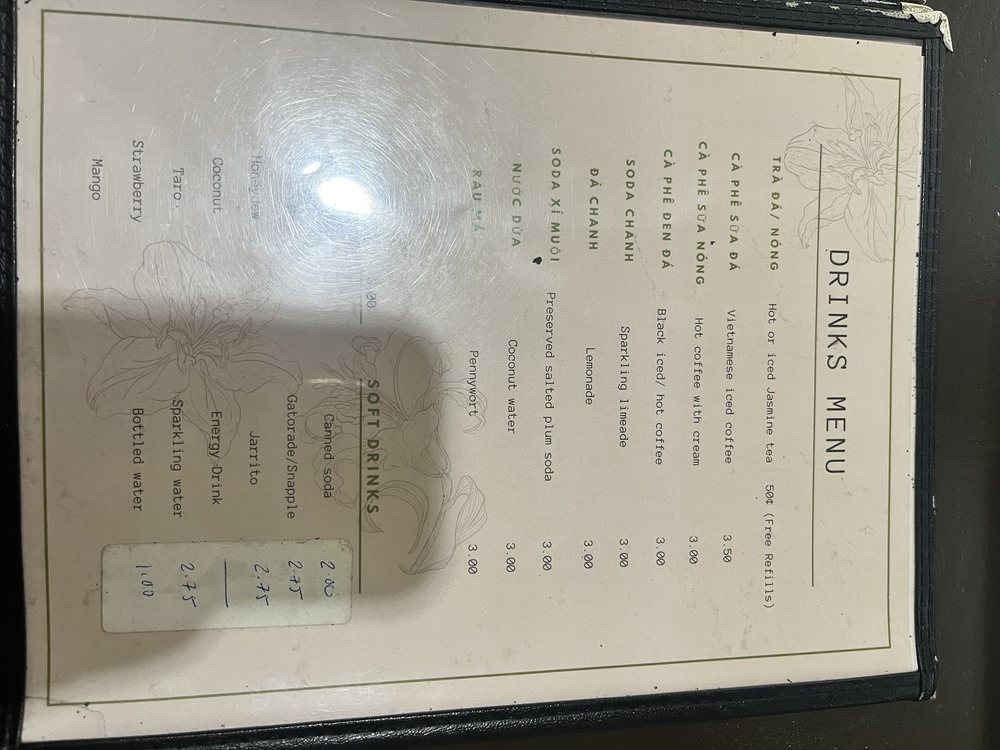 DRINKS MENU
TRÀ ĐÁ/ NÓNG Hot or iced Jasmine tea 50¢ (Free Refills)
CÀ PHÊ SỮA ĐÁ Vietnamese iced coffee 3.50
CÀ PHÊ SỮA NÓNG Hot coffee with cream 3.00
CÀ PHÊ ĐEN ĐÁ Black iced/ hot coffee 3.00
SODA CHANH Sparkling limeade 3.00
ĐÁ CHANH Lemonade 3.00
SODA XÍ MUỘI Preserved salted plum soda 3.00
NƯỚC DỪA Coconut water 3.00
RAU MÁ Pennywort 3.00
Honeydew
Coconut
Taro
Strawberry
Mango
SOFT DRINKS
Canned soda 2.00
Gatorade/Snapple 2.75
Jarrito 2.75
Energy Drink
Sparkling water 2.75
Bottled water 1.00